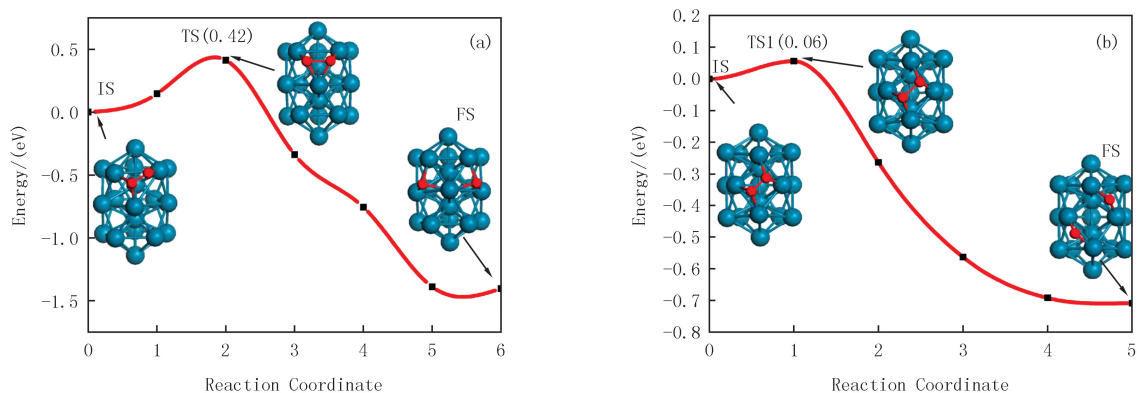 (a)
TS(0.42)
IS
FS
Energy/(eV)
0.5
0.0
-0.5
-1.0
-1.5
0 1 2 3 4 5 6
Reaction Coordinate
(b)
TS1(0.06)
IS
FS
Energy/(eV)
0.2
0.1
0.0
-0.1
-0.2
-0.3
-0.4
-0.5
-0.6
-0.7
-0.8
0 1 2 3 4 5
Reaction Coordinate